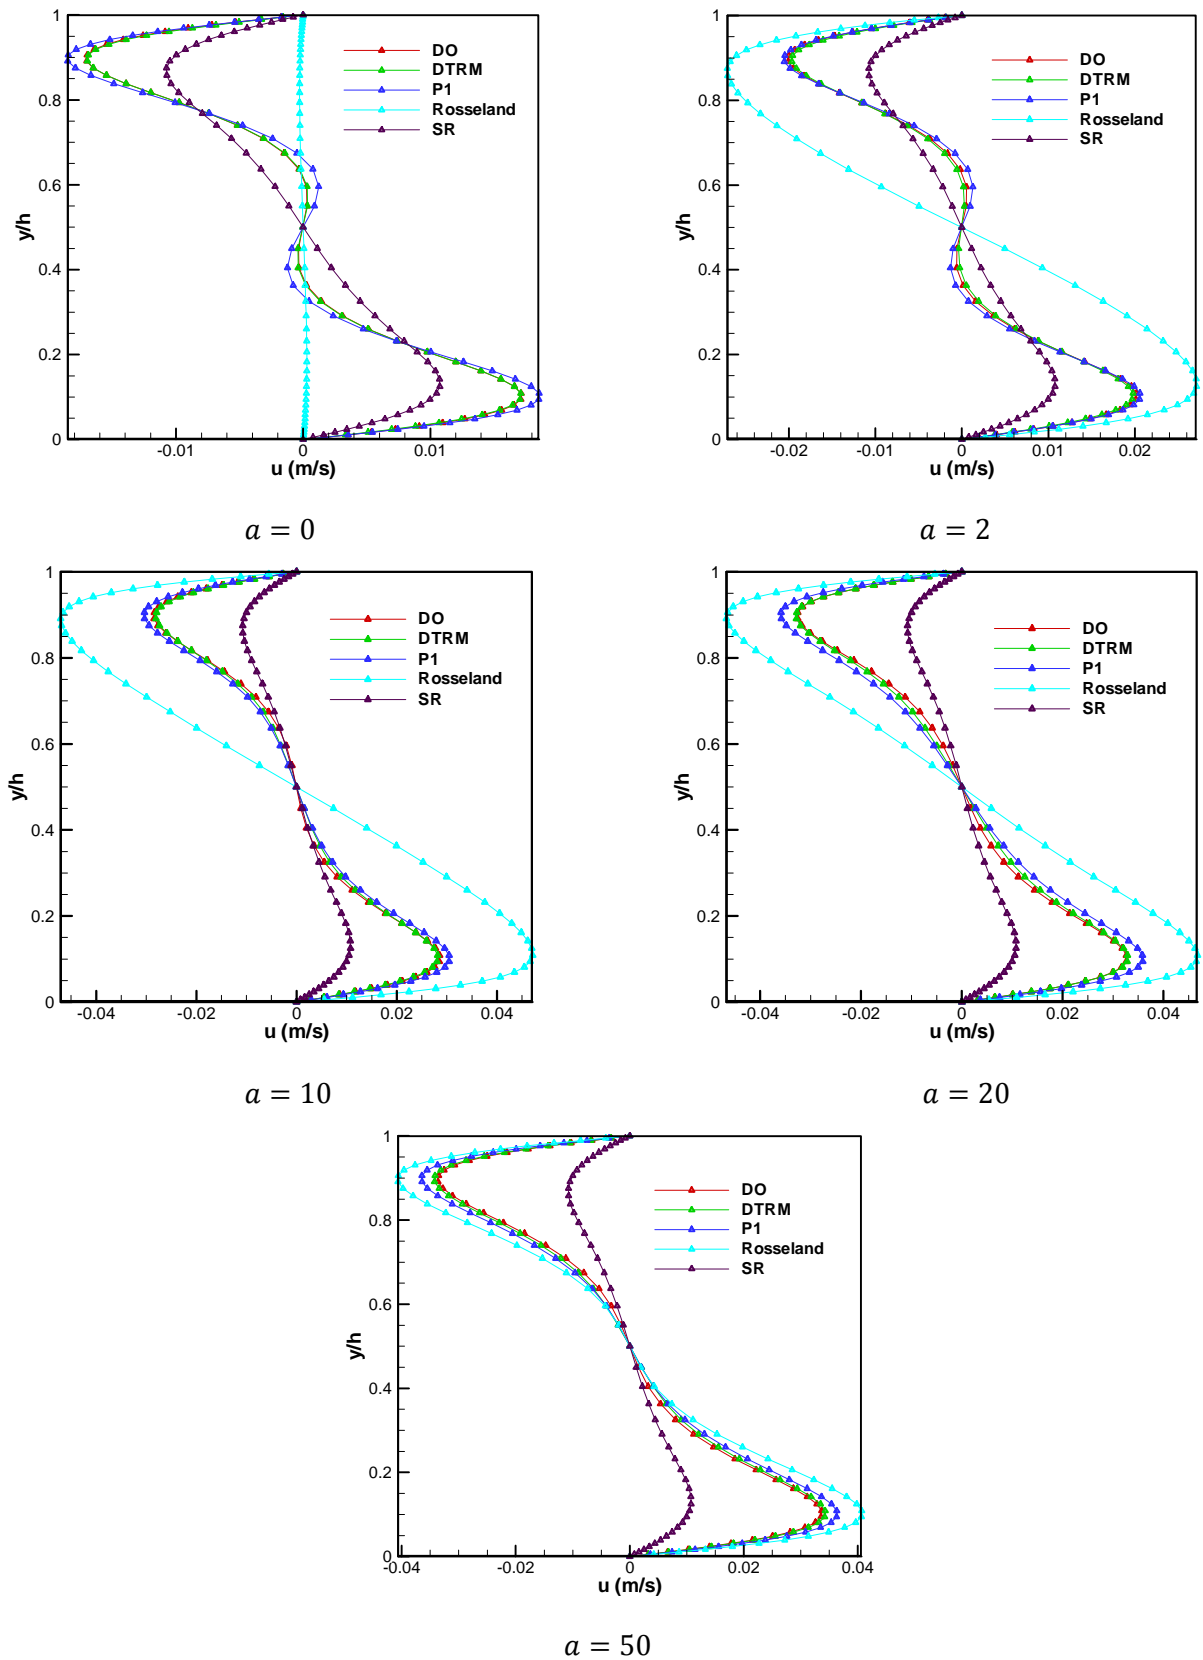 1
0.8
0.6
0.4
0.2
0
y/h
-0.01 0 0.01
u (m/s)
DO
DTRM
P1
Rosseland
SR
a = 0
1
0.8
0.6
0.4
0.2
0
y/h
-0.02 -0.01 0 0.01 0.02
u (m/s)
DO
DTRM
P1
Rosseland
SR
a = 2
1
0.8
0.6
0.4
0.2
0
y/h
-0.04 -0.02 0 0.02 0.04
u (m/s)
DO
DTRM
P1
Rosseland
SR
a = 10
1
0.8
0.6
0.4
0.2
0
y/h
-0.04 -0.02 0 0.02 0.04
u (m/s)
DO
DTRM
P1
Rosseland
SR
a = 20
1
0.8
0.6
0.4
0.2
0
y/h
-0.04 -0.02 0 0.02 0.04
u (m/s)
DO
DTRM
P1
Rosseland
SR
a = 50